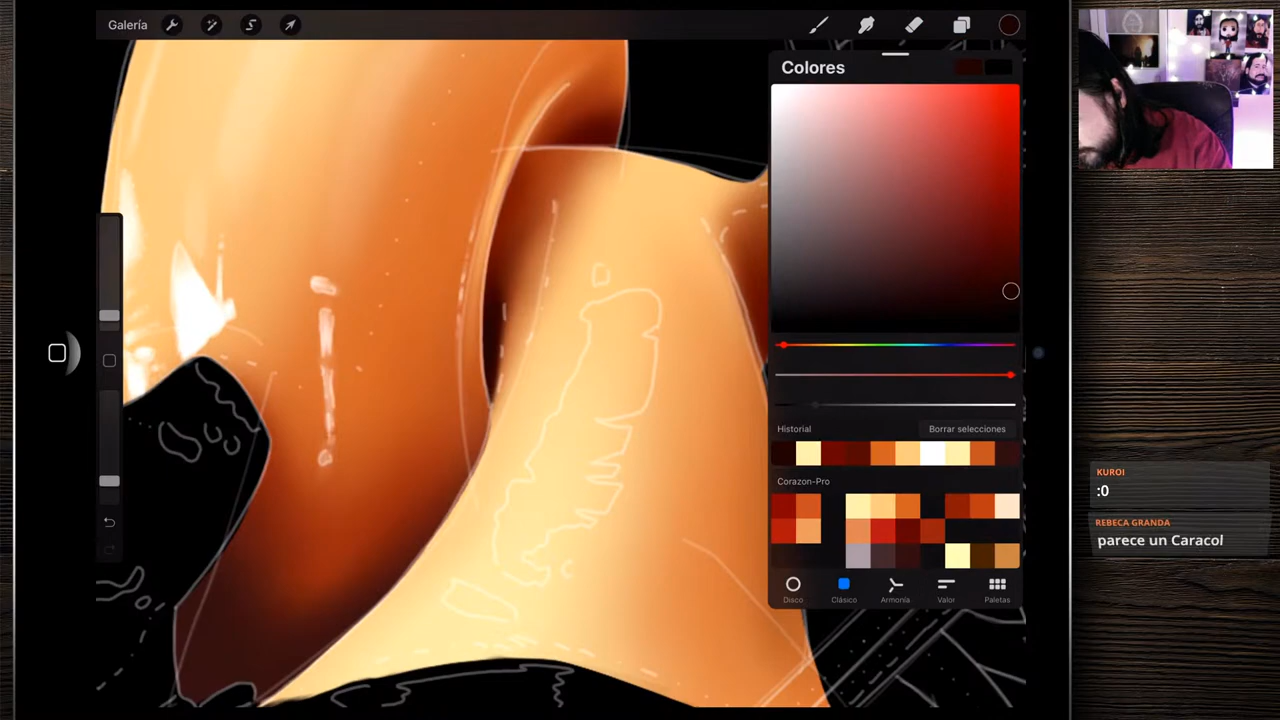 Galería
Colores
Historial
Borrar selecciones
Corazon-Pro
Disco
Clásico
Armonía
Valor
Paletas
KUROI
:0
REBECA GRANDA
parece un Caracol